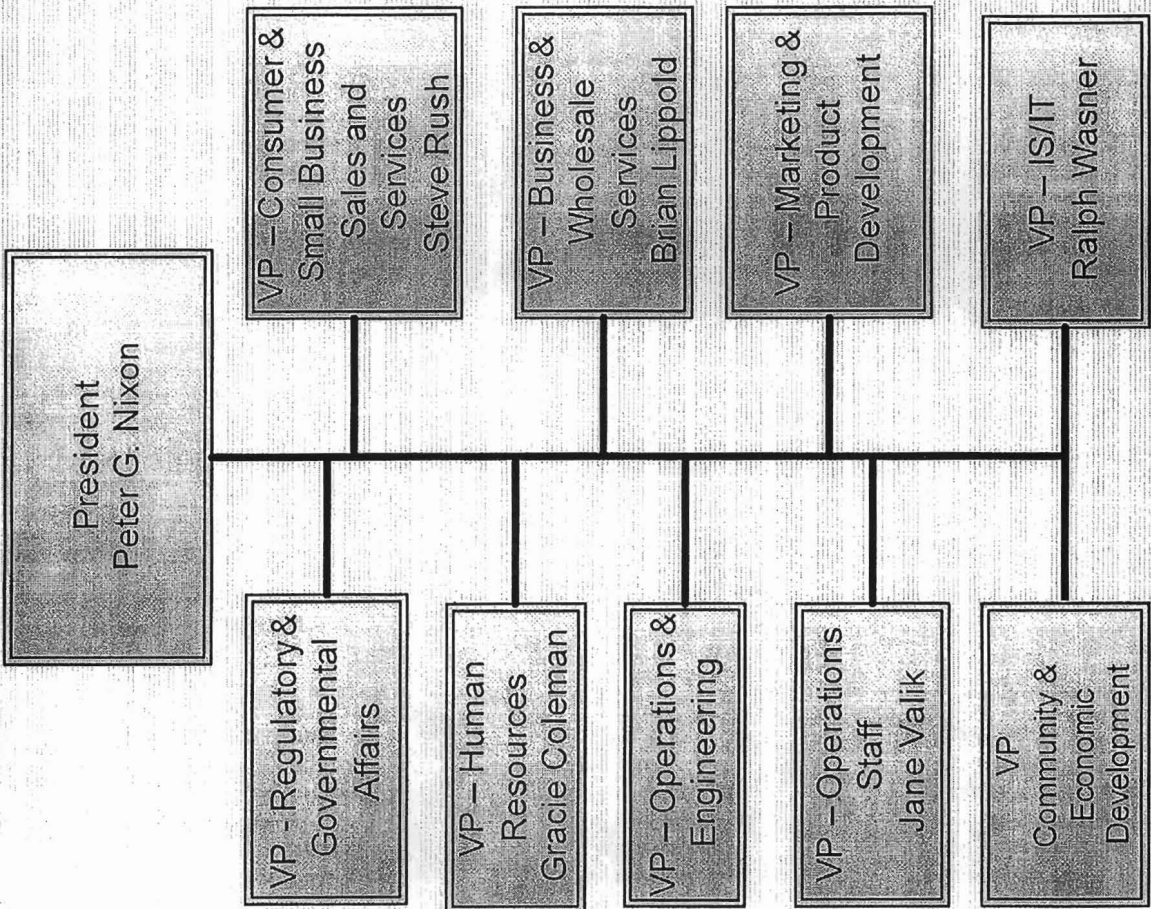 President
Peter G. Nixon
VP - Regulatory &
Governmental
Affairs
VP – Consumer &
Small Business
Sales and
Services
Steve Rush
VP – Human
Resources
Gracie Coleman
VP – Business &
Wholesale
Services
Brian Lippold
VP – Operations &
Engineering
VP – Marketing &
Product
Development
VP – Operations
Staff
Jane Valik
VP
Community &
Economic
Development
VP – IS/IT
Ralph Wasner